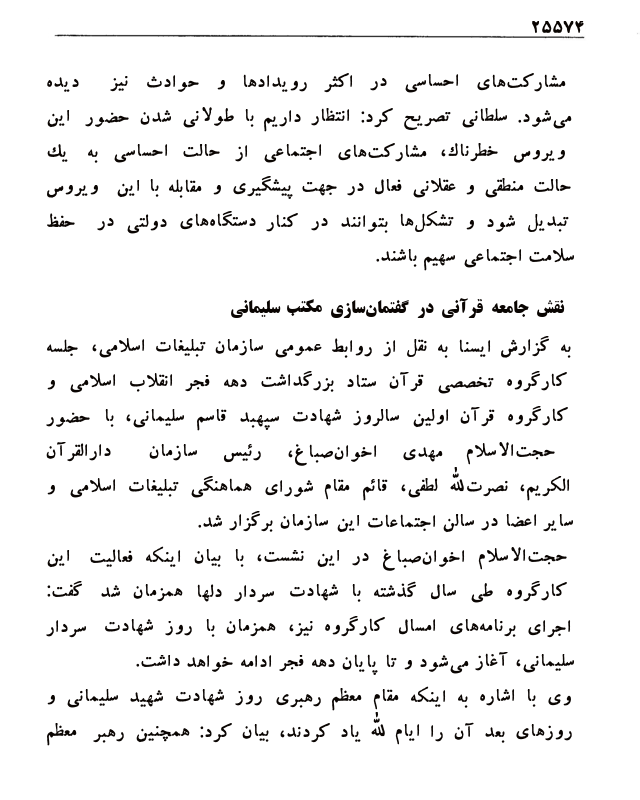 ۲۵۵۷۴
مشارکت‌های احساسی در اکثر رویدادها و حوادث نیز دیده
می‌شود. سلطانی تصریح کرد: انتظار داریم با طولانی شدن حضور این
ویروس خطرناك، مشارکت‌های اجتماعی از حالت احساسی به یك
حالت منطقی و عقلانی فعال در جهت پیشگیری و مقابله با این ویروس
تبدیل شود و تشکل‌ها بتوانند در کنار دستگاه‌های دولتی در حفظ
سلامت اجتماعی سهیم باشند.
نقش جامعه قرآنی در گفتمان‌سازی مکتب سلیمانی
به گزارش ایسنا به نقل از روابط عمومی سازمان تبلیغات اسلامی، جلسه
کارگروه تخصصی قرآن ستاد بزرگداشت دهه فجر انقلاب اسلامی و
کارگروه قرآن اولین سالروز شهادت سپهبد قاسم سلیمانی، با حضور
حجت‌الاسلام مهدی اخوان‌صباغ، رئیس سازمان دارالقرآن
الکریم، نصرت‌الله لطفی، قائم مقام شورای هماهنگی تبلیغات اسلامی و
سایر اعضا در سالن اجتماعات این سازمان برگزار شد.
حجت‌الاسلام اخوان‌صباغ در این نشست، با بیان اینکه فعالیت این
کارگروه طی سال گذشته با شهادت سردار دلها همزمان شد گفت:
اجرای برنامه‌های امسال کارگروه نیز، همزمان با روز شهادت سردار
سلیمانی، آغاز می‌شود و تا پایان دهه فجر ادامه خواهد داشت.
وی با اشاره به اینکه مقام معظم رهبری روز شهادت شهید سلیمانی و
روزهای بعد آن را ایام لله یاد کردند، بیان کرد: همچنین رهبر معظم